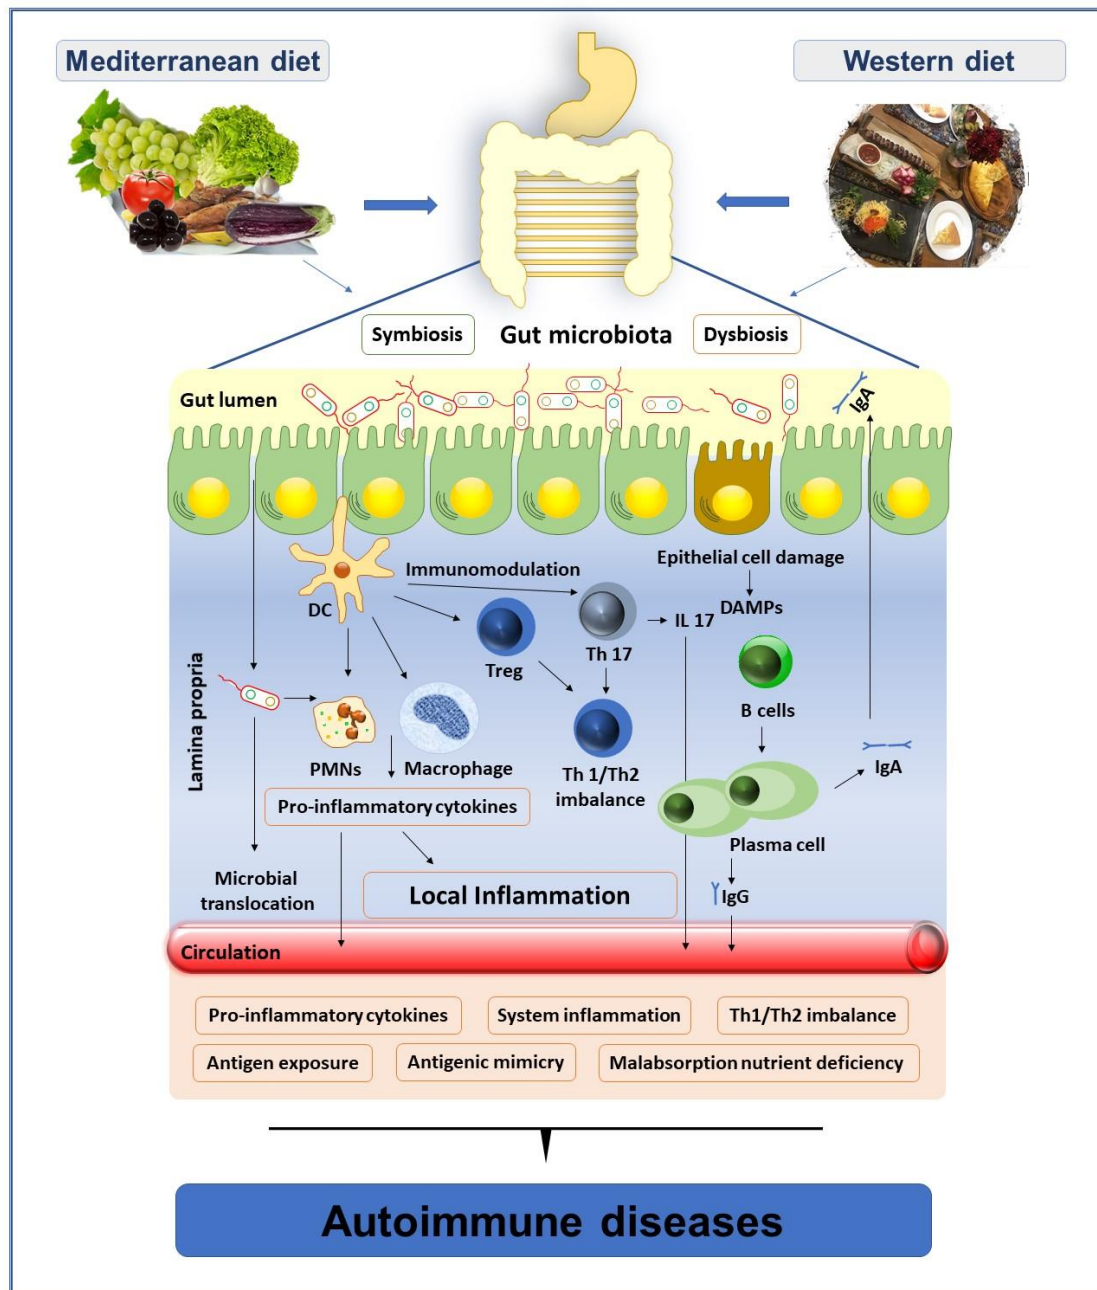 Mediterranean diet
Western diet
Symbiosis
Gut microbiota
Dysbiosis
Gut lumen
IgA
Immunomodulation
Epithelial cell damage
DC
DAMPs
IL 17
Treg
Th 17
Lamina propria
B cells
PMNs
Macrophage
Th 1/Th2
imbalance
IgA
Pro-inflammatory cytokines
Plasma cell
Microbial
translocation
Local Inflammation
IgG
Circulation
Pro-inflammatory cytokines
System inflammation
Th1/Th2 imbalance
Antigen exposure
Antigenic mimicry
Malabsorption nutrient deficiency
Autoimmune diseases